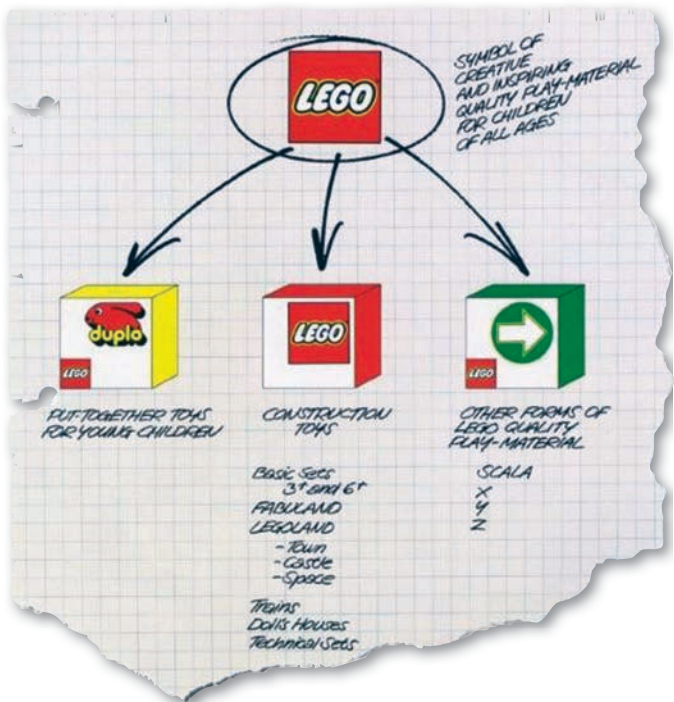 LEGO
SYMBOL OF
CREATIVE
AND INSPIRING
QUALITY PLAY-MATERIAL
FOR CHILDREN
OF ALL AGES
duplo
LEGO
LEGO
LEGO
PUT-TOGETHER TOYS
FOR YOUNG CHILDREN
CONSTRUCTION
TOYS
Basic Sets
3+ and 6+
FABULAND
LEGOLAND
- Town
- Castle
- Space
Trains
Dolls Houses
Technical Sets
OTHER FORMS OF
LEGO QUALITY
PLAY-MATERIAL
SCALA
X
Y
Z